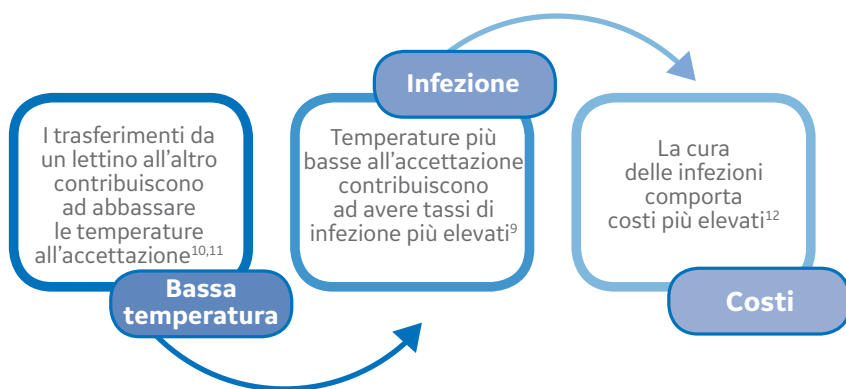 I trasferimenti da
un lettino all'altro
contribuiscono
ad abbassare
le temperature
all'accettazione10,11
Bassa
temperatura
Infezione
Temperature più
basse all'accettazione
contribuiscono
ad avere tassi di
infezione più elevati9
La cura
delle infezioni
comporta
costi più elevati12
Costi